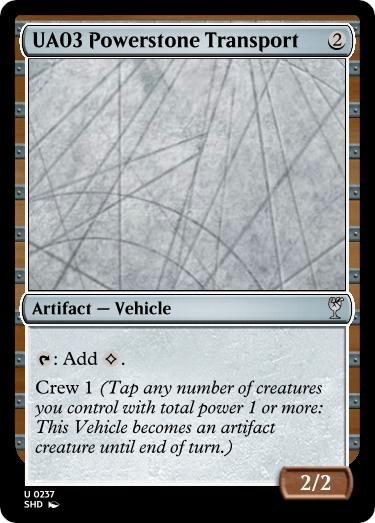 UA03 Powerstone Transport 2
Artifact — Vehicle
: Add .
Crew 1 (Tap any number of creatures
you control with total power 1 or more:
This Vehicle becomes an artifact
creature until end of turn.)
2/2
U 0237
SHD